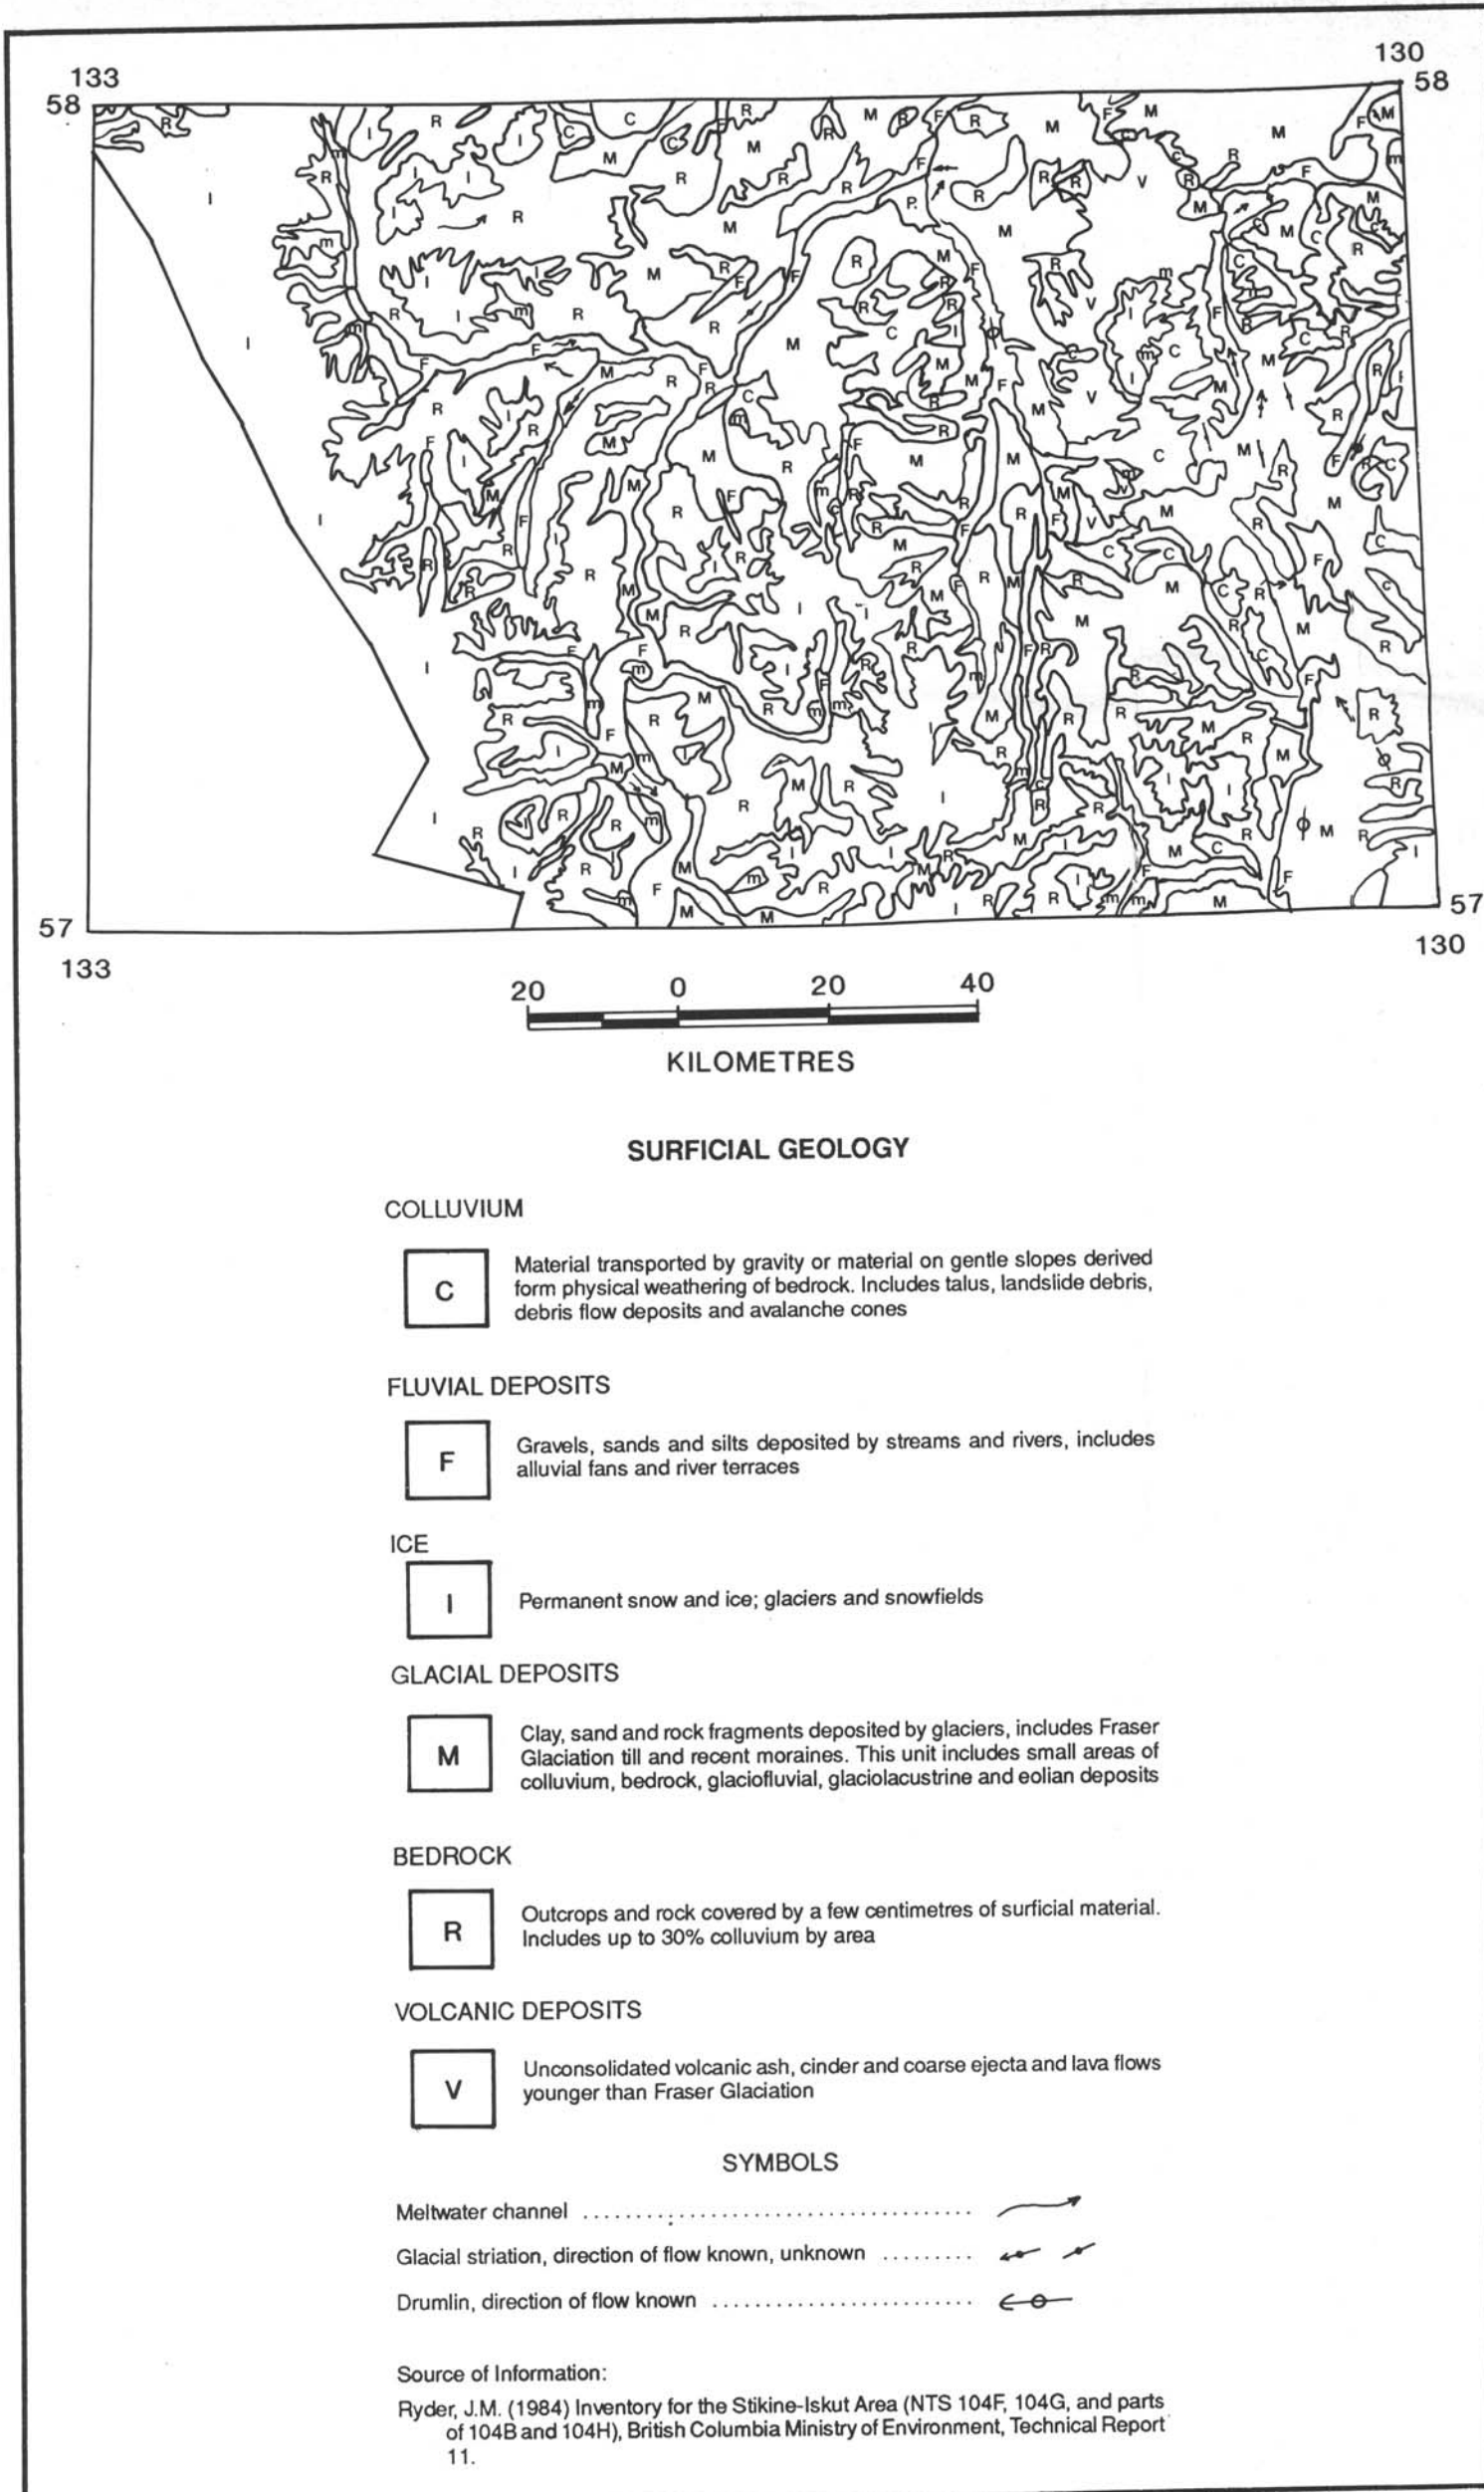 133
130
58
58
57
57
133
130
20 0 20 40
KILOMETRES
SURFICIAL GEOLOGY
COLLUVIUM
C
Material transported by gravity or material on gentle slopes derived
form physical weathering of bedrock. Includes talus, landslide debris,
debris flow deposits and avalanche cones
FLUVIAL DEPOSITS
F
Gravels, sands and silts deposited by streams and rivers, includes
alluvial fans and river terraces
ICE
I
Permanent snow and ice; glaciers and snowfields
GLACIAL DEPOSITS
M
Clay, sand and rock fragments deposited by glaciers, includes Fraser
Glaciation till and recent moraines. This unit includes small areas of
colluvium, bedrock, glaciofluvial, glaciolacustrine and eolian deposits
BEDROCK
R
Outcrops and rock covered by a few centimetres of surficial material.
Includes up to 30% colluvium by area
VOLCANIC DEPOSITS
V
Unconsolidated volcanic ash, cinder and coarse ejecta and lava flows
younger than Fraser Glaciation
SYMBOLS
Meltwater channel
Glacial striation, direction of flow known, unknown
Drumlin, direction of flow known
Source of Information:
Ryder, J.M. (1984) Inventory for the Stikine-Iskut Area (NTS 104F, 104G, and parts
of 104B and 104H), British Columbia Ministry of Environment, Technical Report
11.